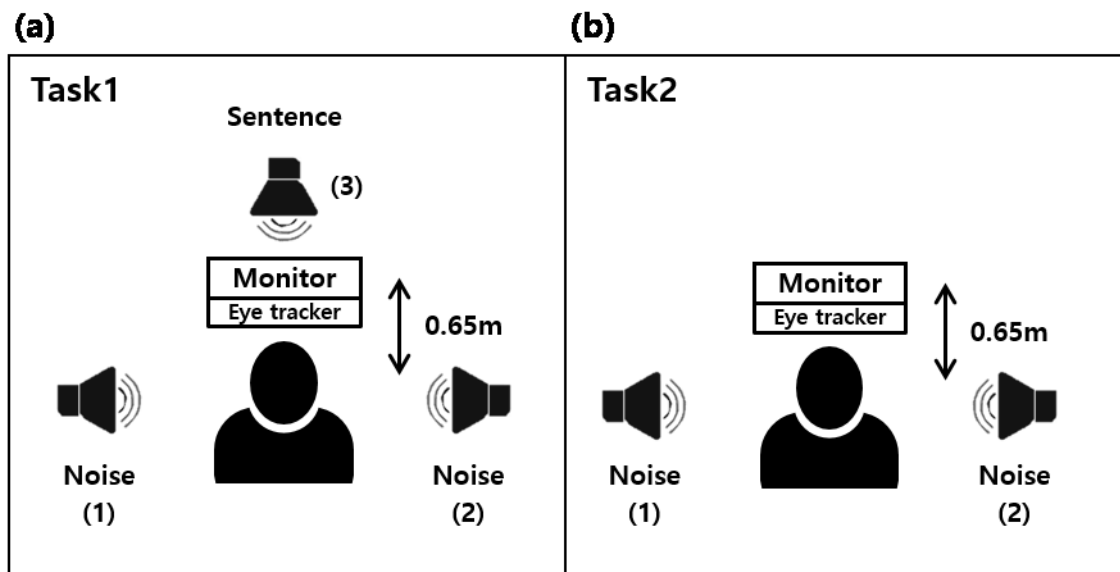 (a)
Task1
Sentence
(3)
Monitor
Eye tracker
0.65m
Noise
(1)
Noise
(2)
(b)
Task2
Monitor
Eye tracker
0.65m
Noise
(1)
Noise
(2)